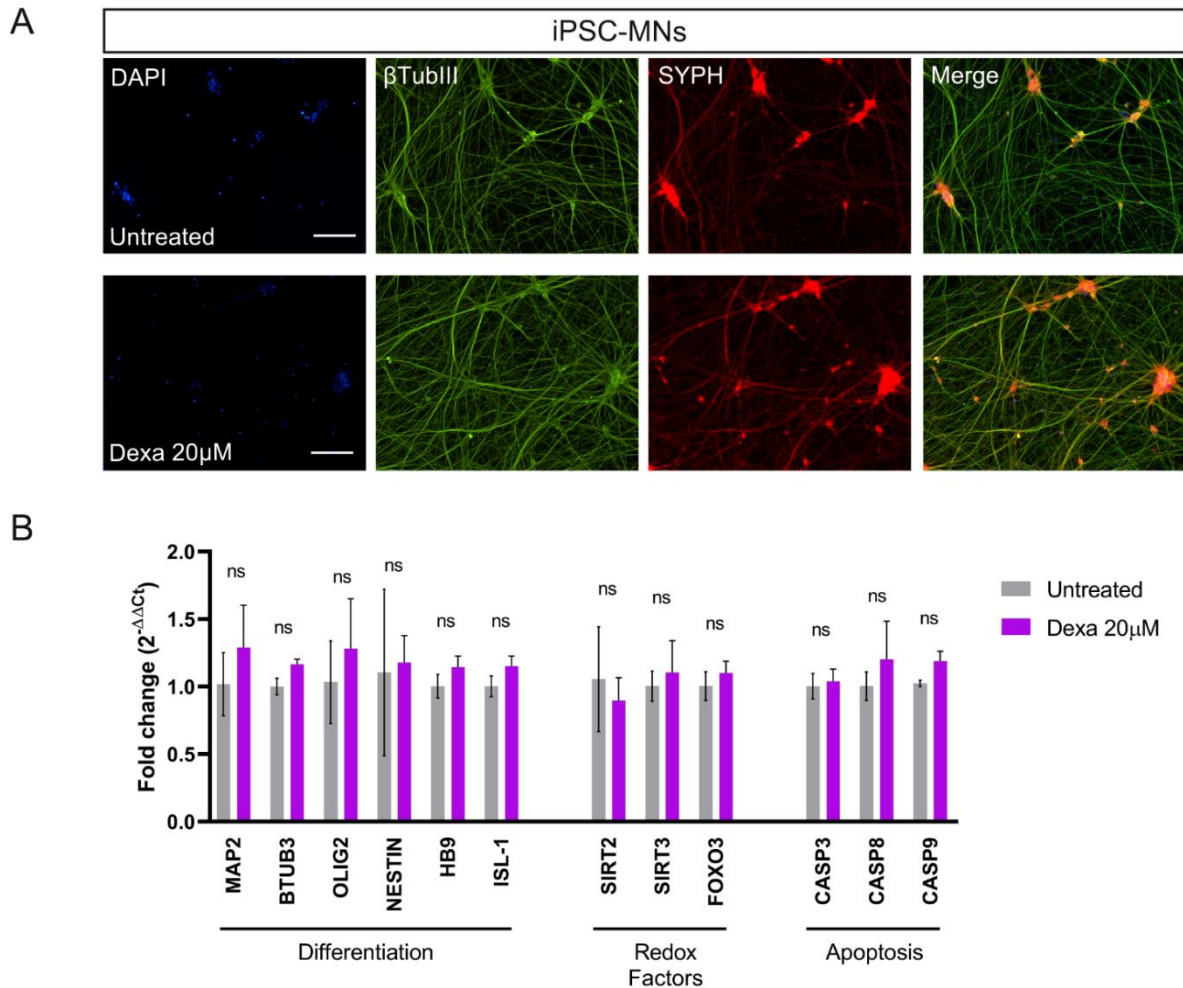 A
iPSC-MNs
DAPI
βTubIII
SYPH
Merge
Untreated
Dexa 20μM
B
Fold change (2^-ΔΔCt)
2.0
1.5
1.0
0.5
0.0
ns
ns
ns
ns
ns
ns
ns
ns
ns
ns
ns
ns
Untreated
Dexa 20μM
MAP2
BTUB3
OLIG2
NESTIN
HB9
ISL-1
SIRT2
SIRT3
FOXO3
CASP3
CASP8
CASP9
Differentiation
Redox
Factors
Apoptosis